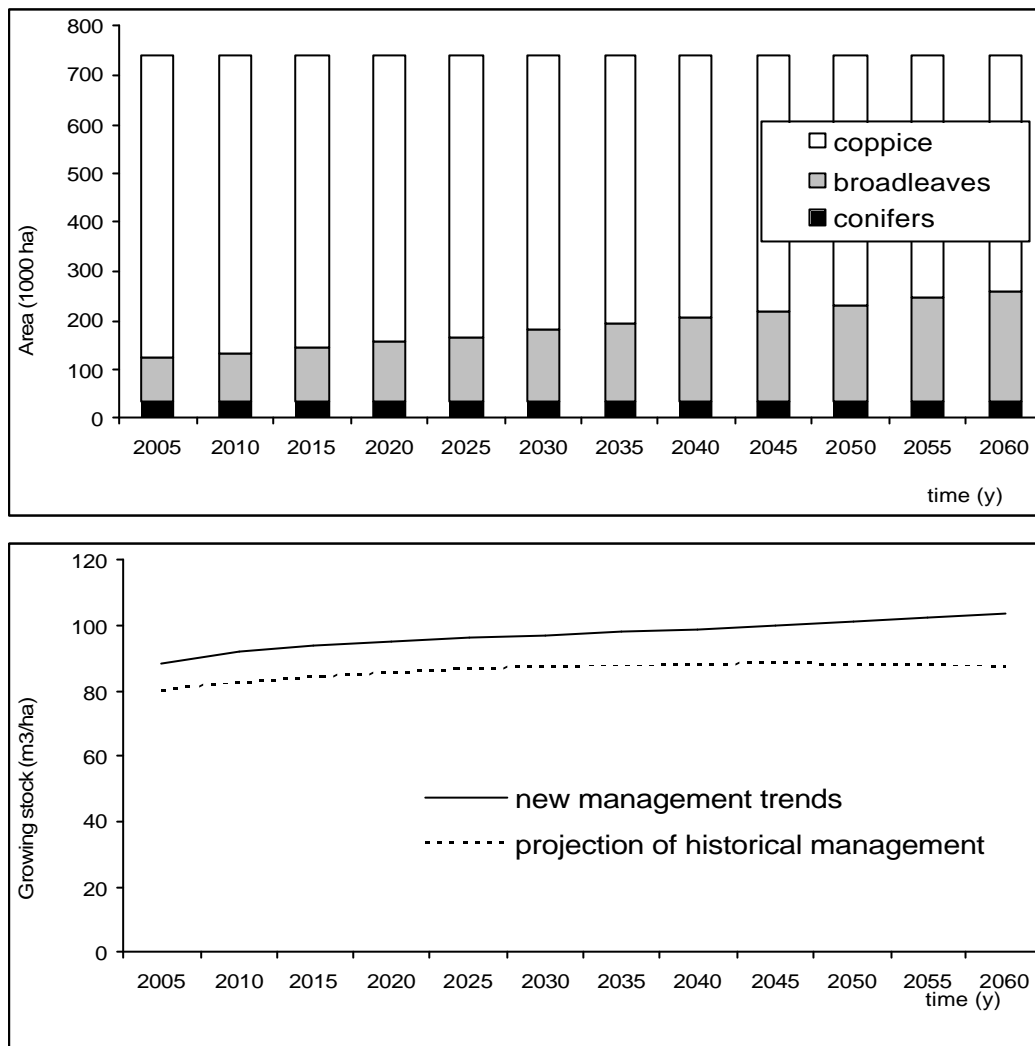 800
700
600
500
400
300
200
100
0
Area (1000 ha)
coppice
broadleaves
conifers
2005 2010 2015 2020 2025 2030 2035 2040 2045 2050 2055 2060
time (y)
120
100
80
60
40
20
0
Growing stock (m3/ha)
new management trends
projection of historical management
2005 2010 2015 2020 2025 2030 2035 2040 2045 2050 2055 2060
time (y)